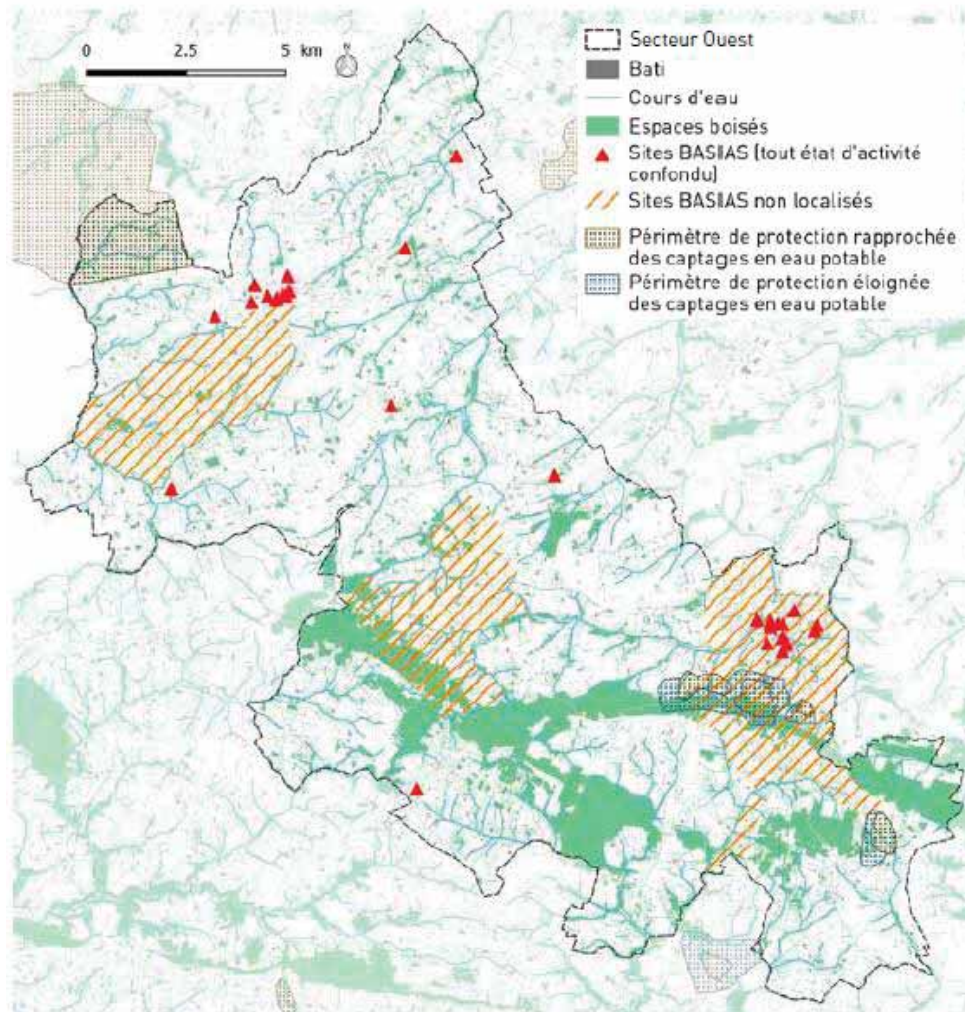 0 2.5 5 km
N
Secteur Ouest
Bati
Cours d'eau
Espaces boisés
Sites BASIAS (tout état d'activité
confondu)
Sites BASIAS non localisés
Périmètre de protection rapprochée
des captages en eau potable
Périmètre de protection éloignée
des captages en eau potable